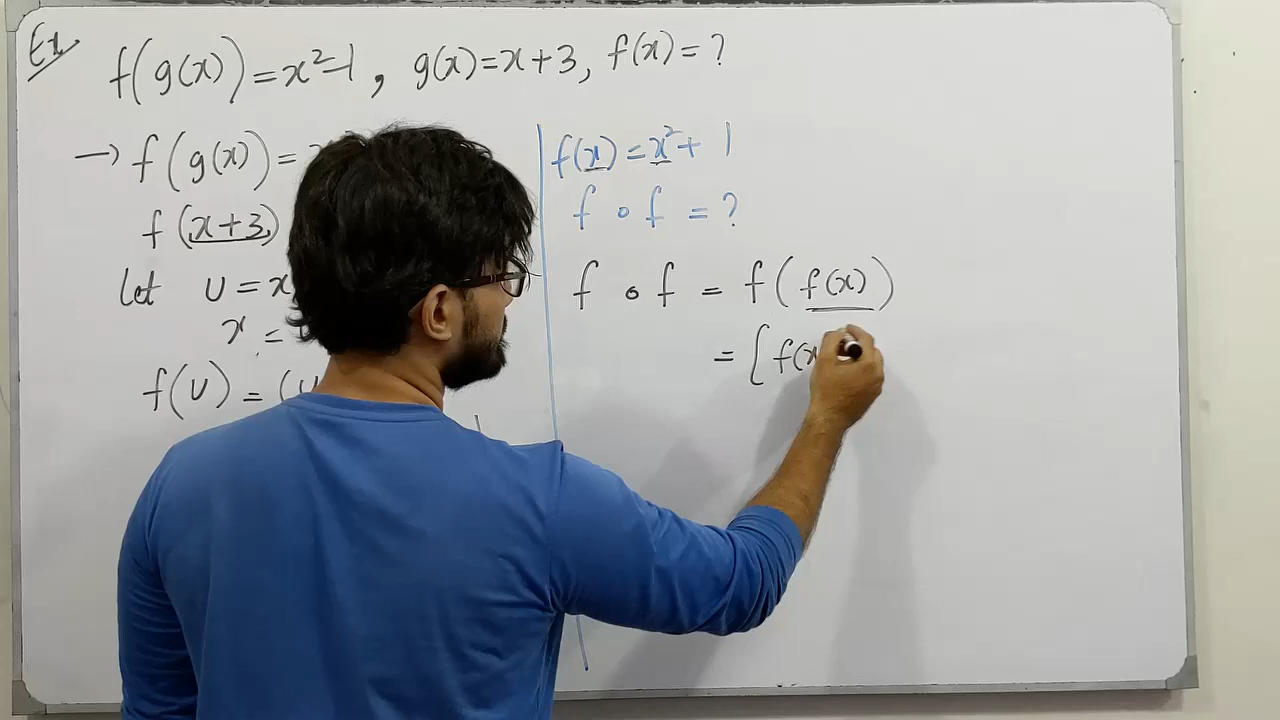 Ex
f(g(x)) = x²-1, g(x) = x+3, f(x) = ?
→ f(g(x)) =
f(x+3)
Let u = x
x =
f(u) = (u
f(x) = x² + 1
f ∘ f = ?
f ∘ f = f(f(x))
= [f(x